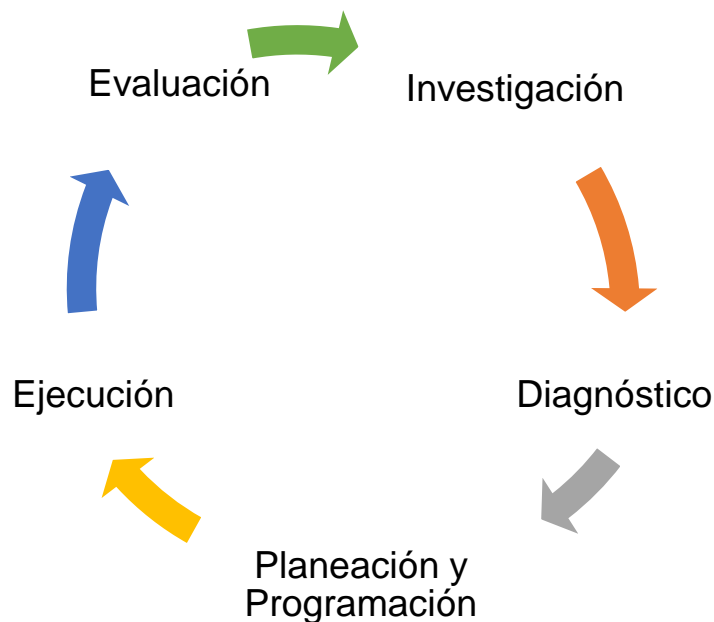 Evaluación
Investigación
Ejecución
Diagnóstico
Planeación y
Programación